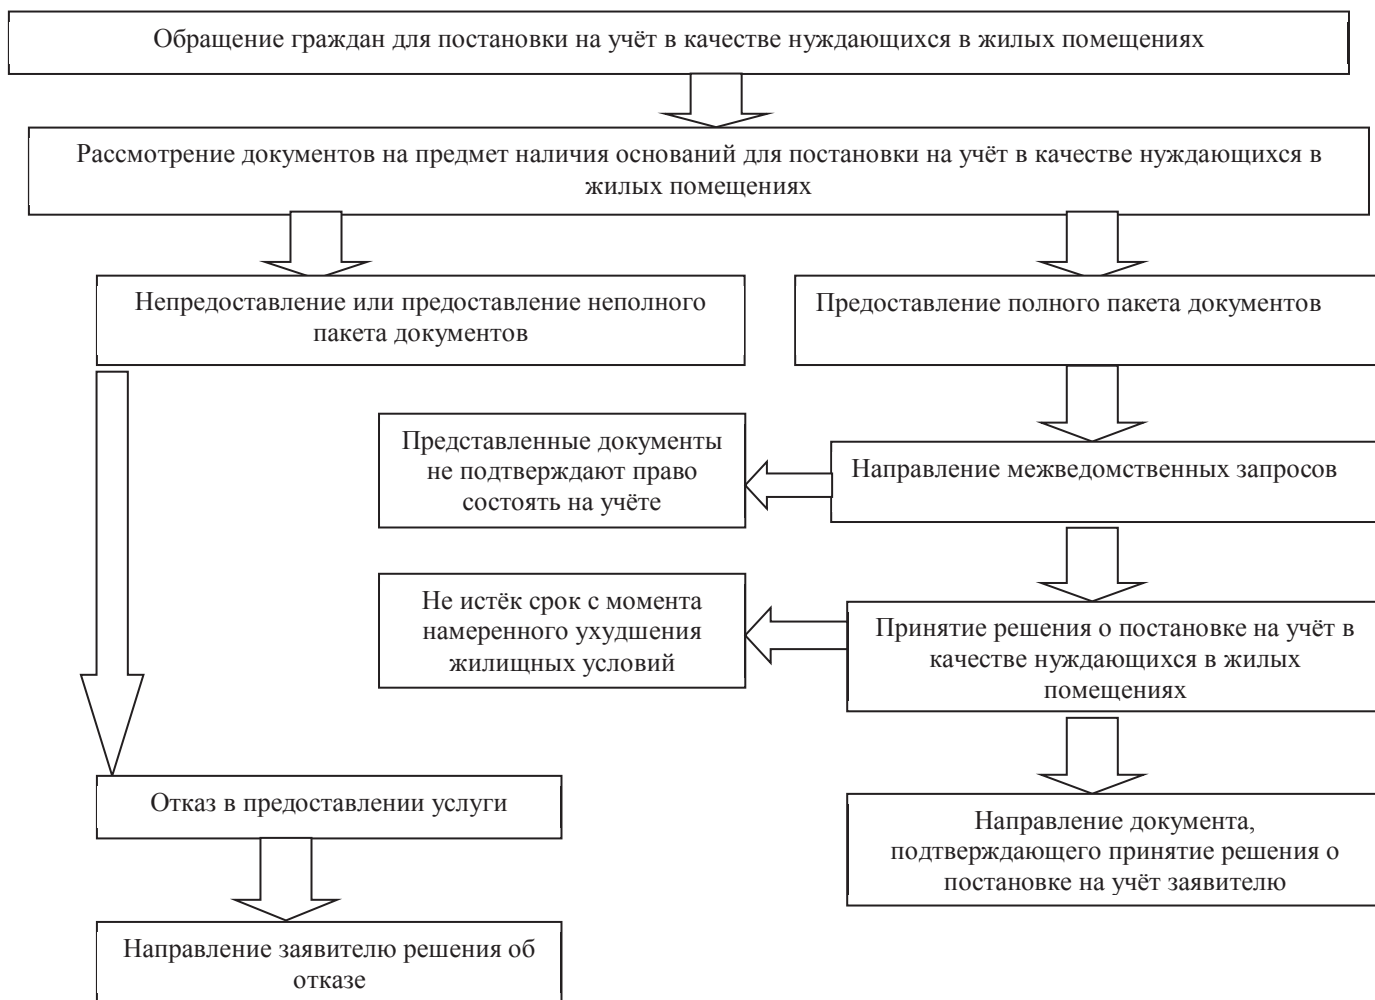 Обращение граждан для постановки на учёт в качестве нуждающихся в жилых помещениях
Рассмотрение документов на предмет наличия оснований для постановки на учёт в качестве нуждающихся в
жилых помещениях
Непредоставление или предоставление неполного
пакета документов
Предоставление полного пакета документов
Представленные документы
не подтверждают право
состоять на учёте
Направление межведомственных запросов
Не истёк срок с момента
намеренного ухудшения
жилищных условий
Принятие решения о постановке на учёт в
качестве нуждающихся в жилых
помещениях
Отказ в предоставлении услуги
Направление документа,
подтверждающего принятие решения о
постановке на учёт заявителю
Направление заявителю решения об
отказе